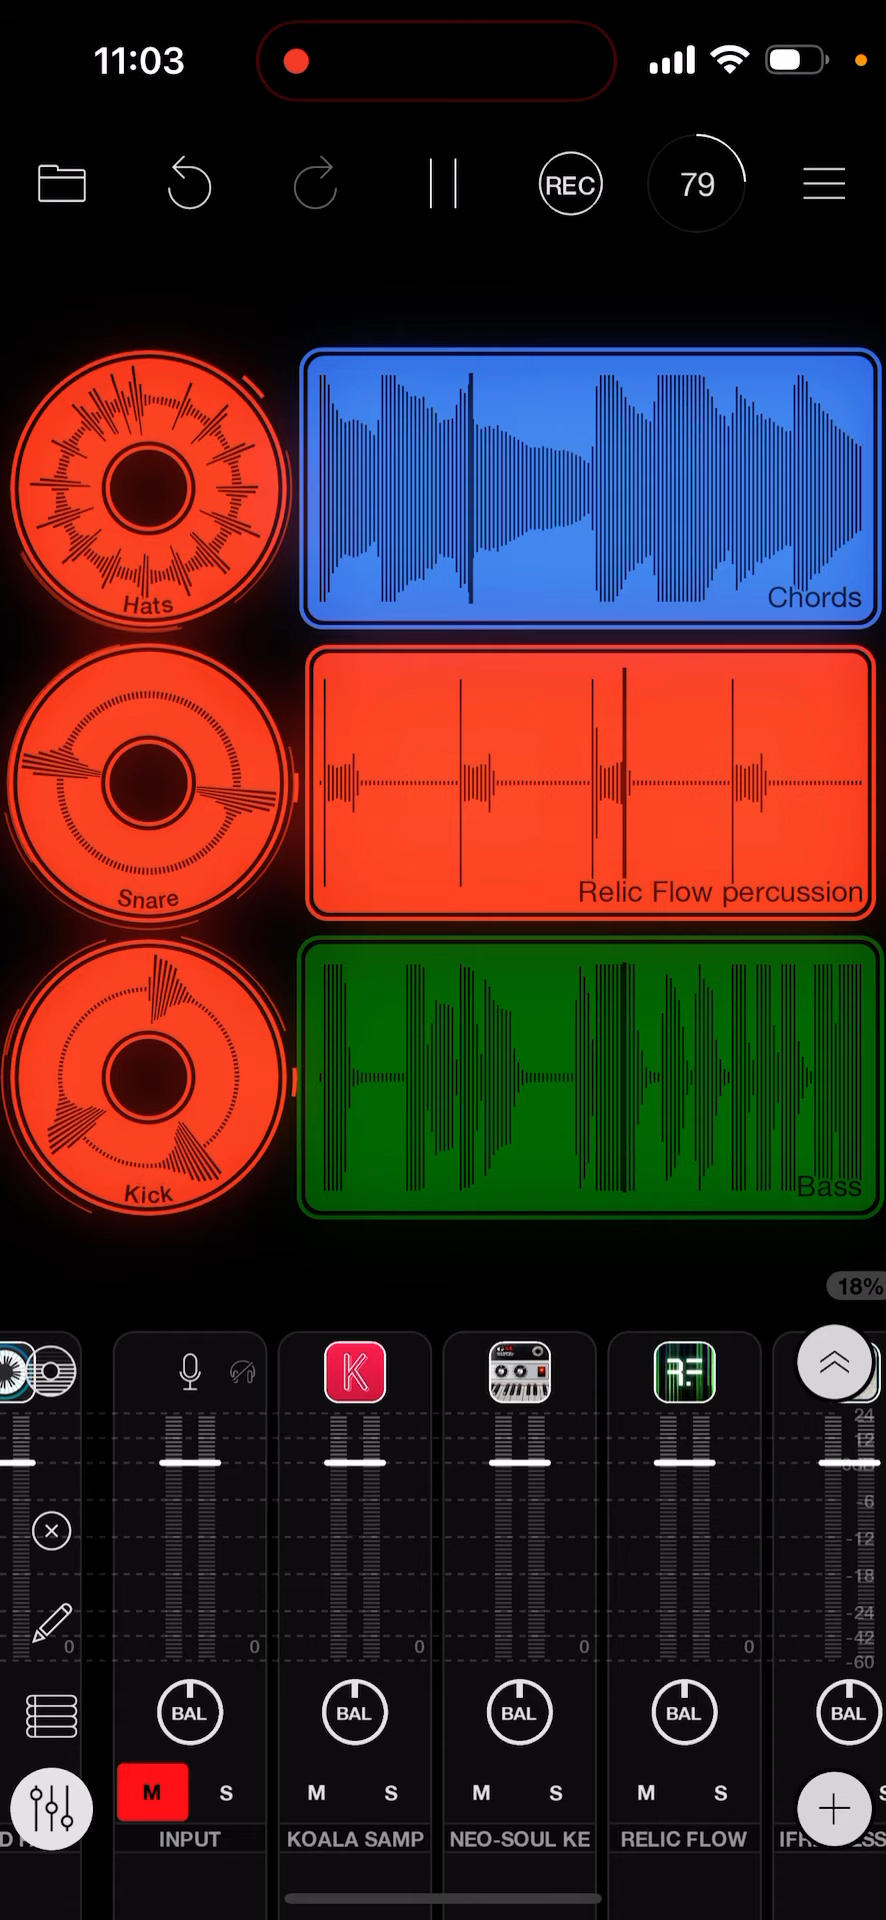 11:03
REC
79
Hats
Chords
Snare
Relic Flow percussion
Kick
Bass
18%
K
24
12
-6
-12
-18
-24
-42
-60
0 0 0 0 0
BAL BAL BAL BAL BAL
M S M S M S M S
INPUT KOALA SAMP NEO-SOUL KE RELIC FLOW